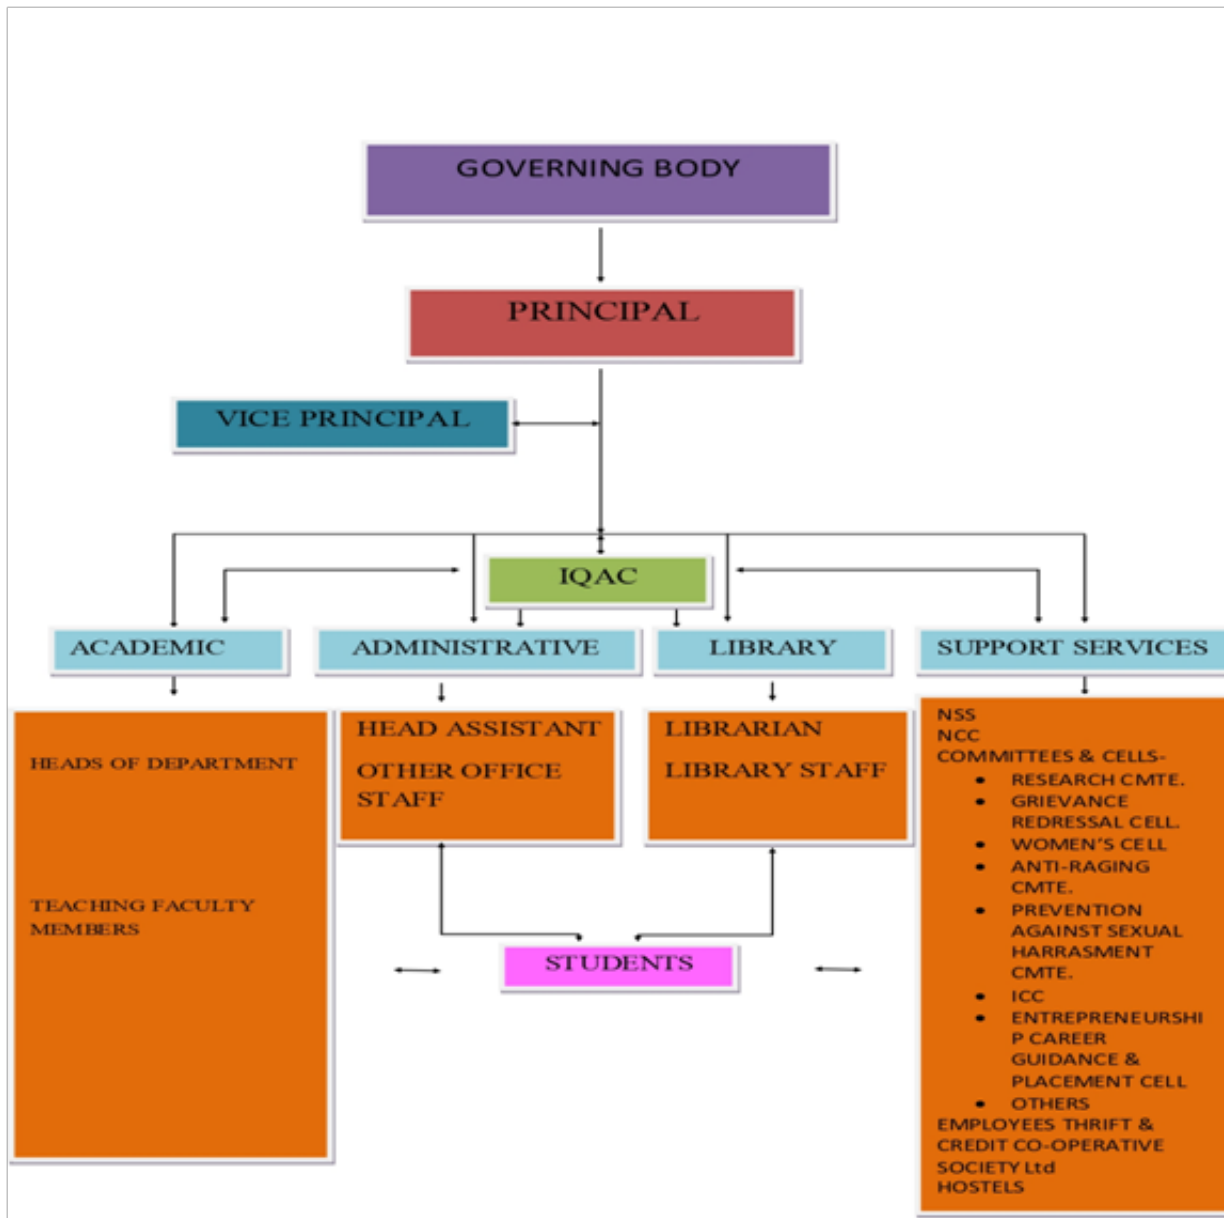 GOVERNING BODY
PRINCIPAL
VICE PRINCIPAL
IQAC
ACADEMIC
ADMINISTRATIVE
LIBRARY
SUPPORT SERVICES
HEADS OF DEPARTMENT
TEACHING FACULTY
MEMBERS
HEAD ASSISTANT
OTHER OFFICE
STAFF
LIBRARIAN
LIBRARY STAFF
NSS
NCC
COMMITTEES & CELLS-
• RESEARCH CMTE.
• GRIEVANCE
REDRESSAL CELL.
• WOMEN'S CELL
• ANTI-RAGING
CMTE.
• PREVENTION
AGAINST SEXUAL
HARRASMENT
CMTE.
• ICC
• ENTREPRENEURSHI
P CAREER
GUIDANCE &
PLACEMENT CELL
• OTHERS
EMPLOYEES THRIFT &
CREDIT CO-OPERATIVE
SOCIETY Ltd
HOSTELS
STUDENTS